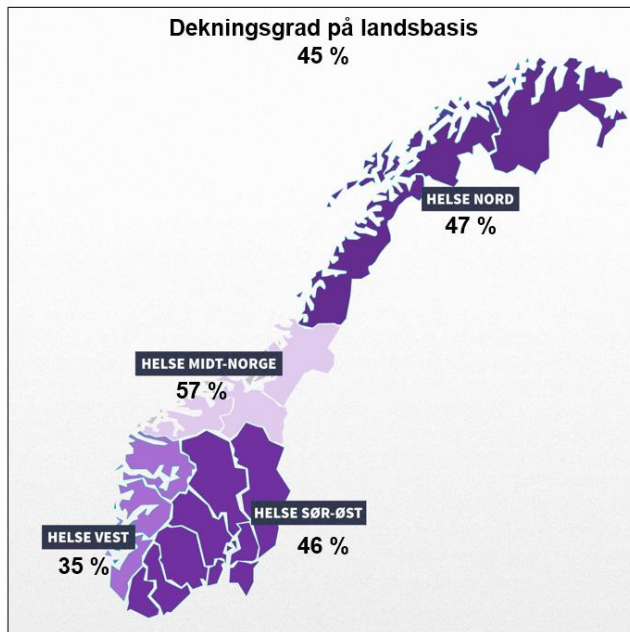 Dekningsgrad på landsbasis
45 %
HELSE NORD
47 %
HELSE MIDT-NORGE
57 %
HELSE SØR-ØST
46 %
HELSE VEST
35 %